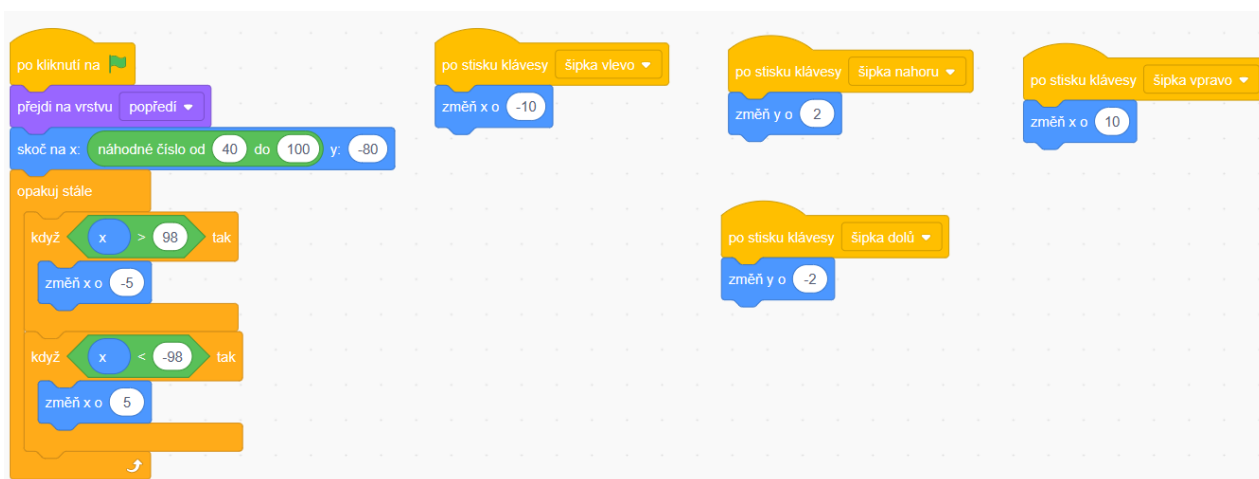 po kliknutí na
přejdi na vrstvu popředí
skoč na x: náhodné číslo od 40 do 100 y: -80
opakuj stále
když x > 98 tak
změň x o -5
když x < -98 tak
změň x o 5
po stisku klávesy šipka vlevo
změň x o -10
po stisku klávesy šipka nahoru
změň y o 2
po stisku klávesy šipka dolů
změň y o -2
po stisku klávesy šipka vpravo
změň x o 10